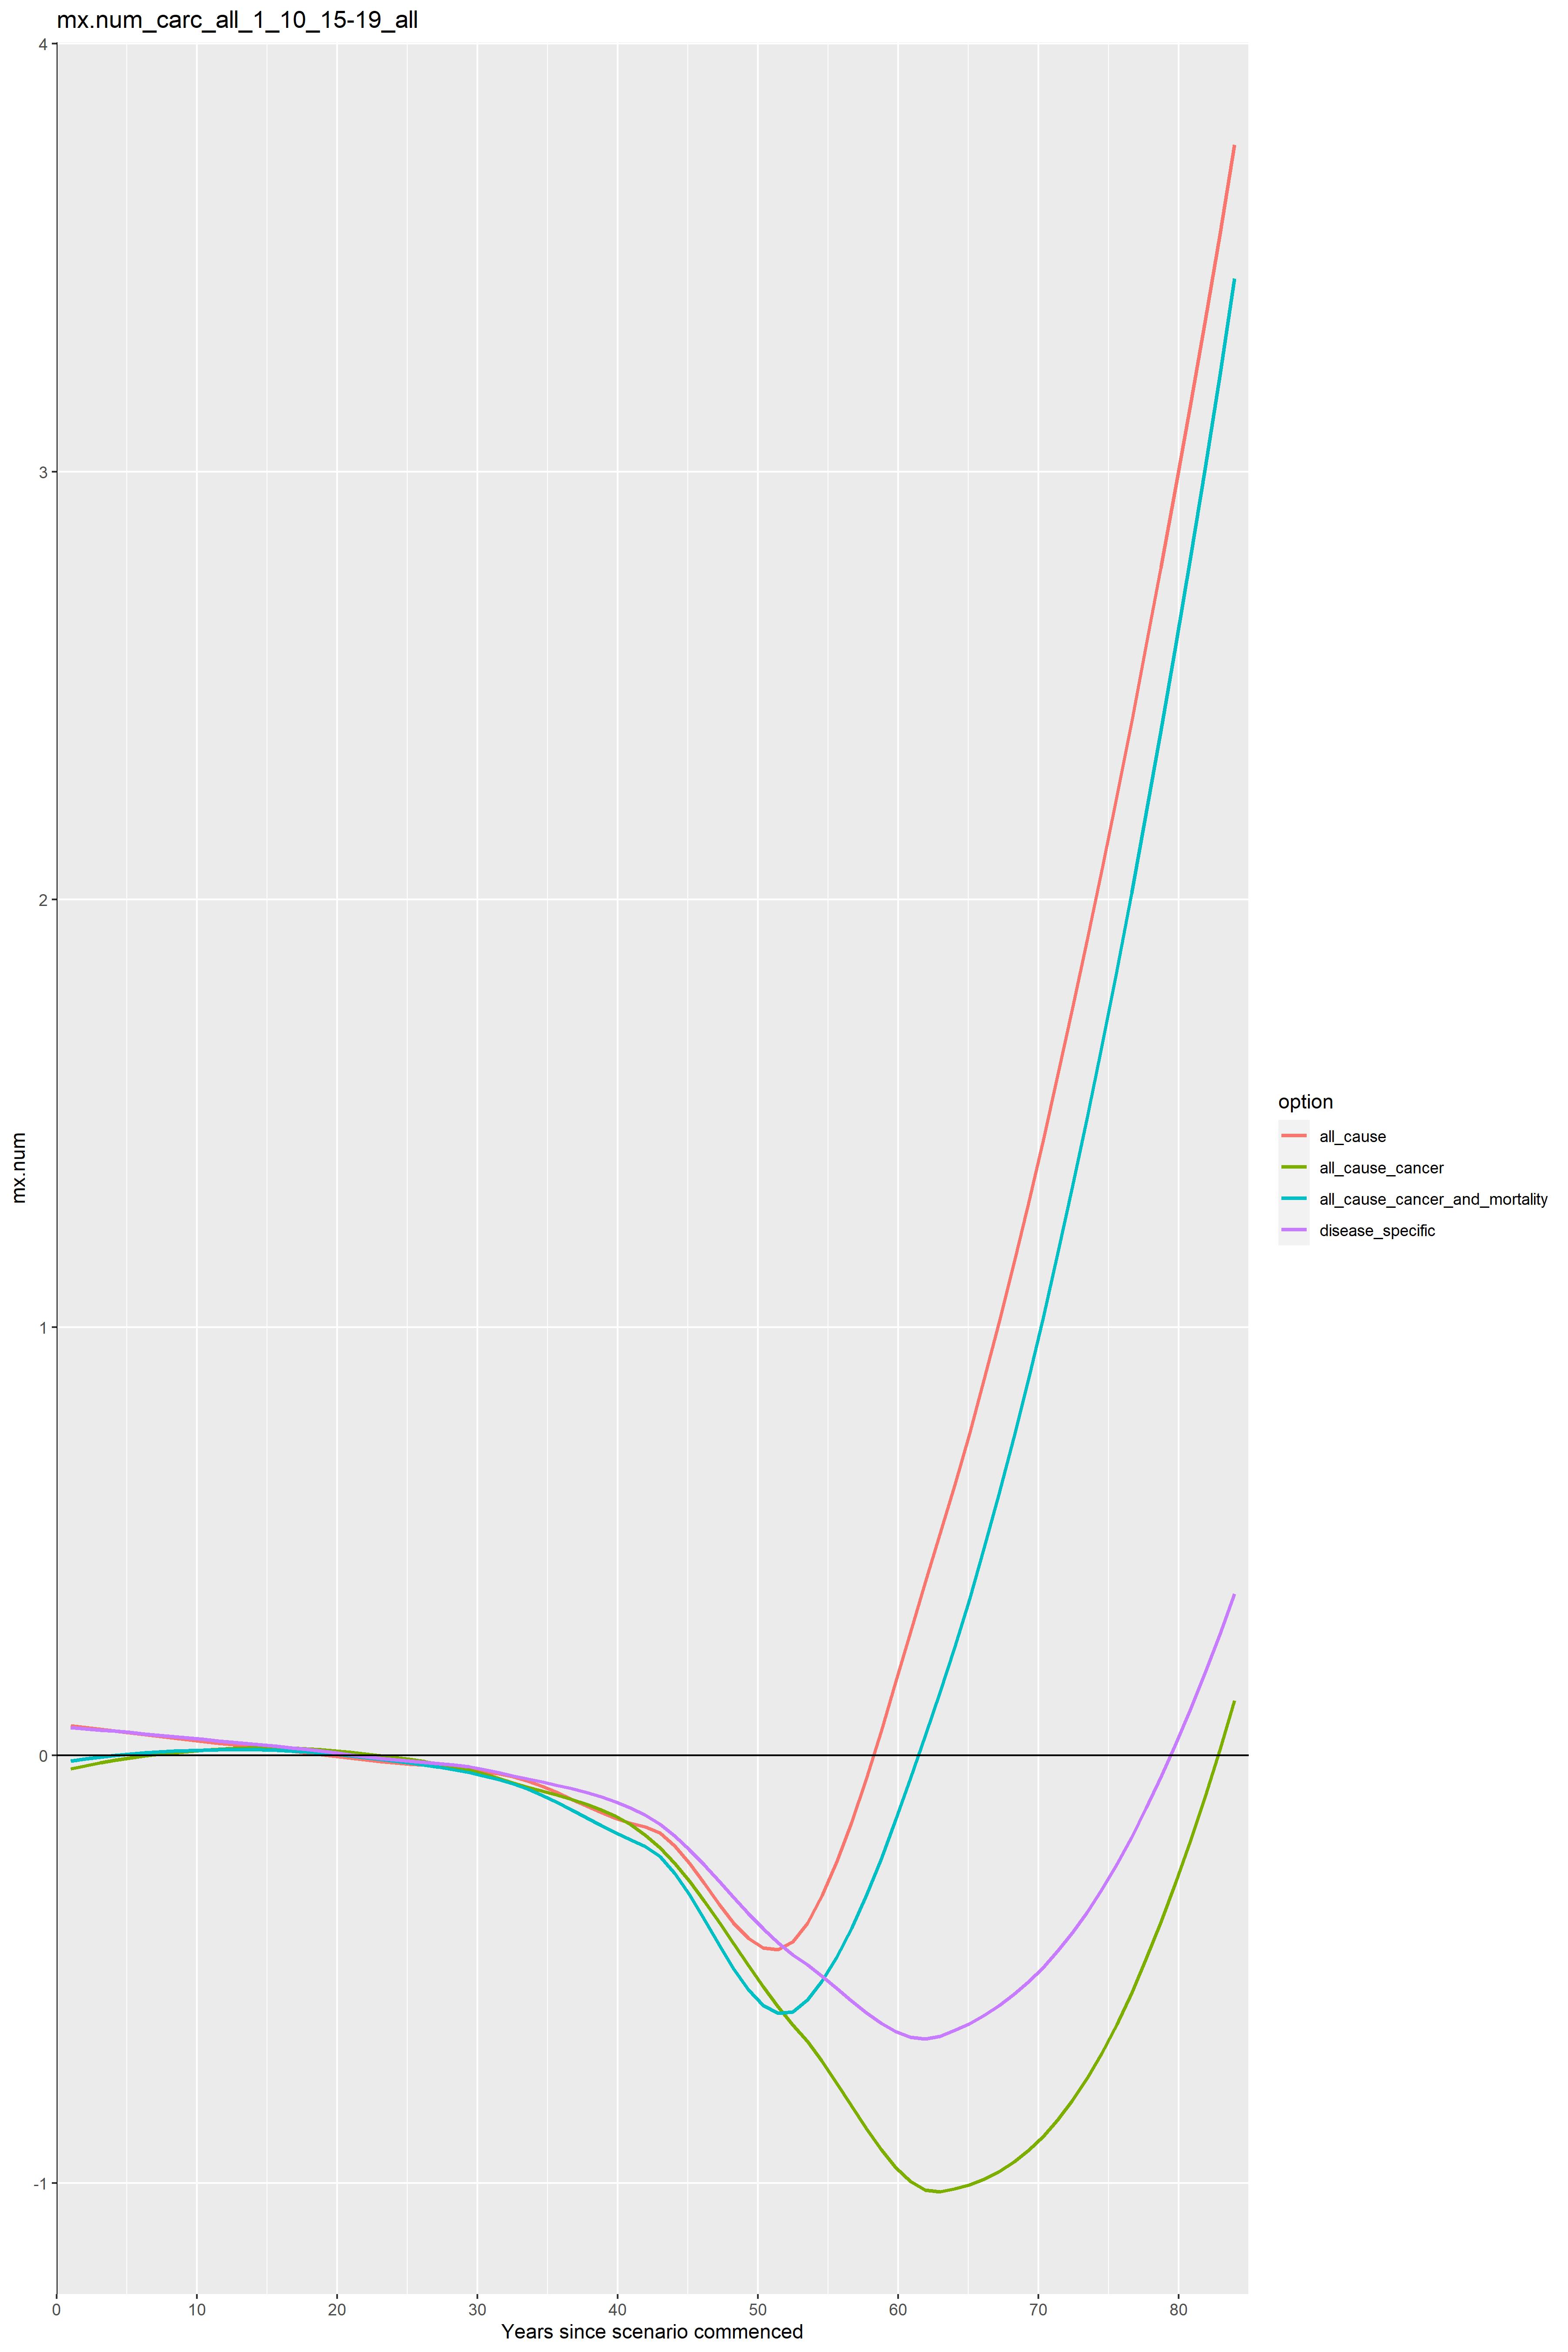 mx.num_carc_all_1_10_15-19_all
4
3
2
1
0
-1
mx.num
0 10 20 30 40 50 60 70 80
Years since scenario commenced
option
all_cause
all_cause_cancer
all_cause_cancer_and_mortality
disease_specific